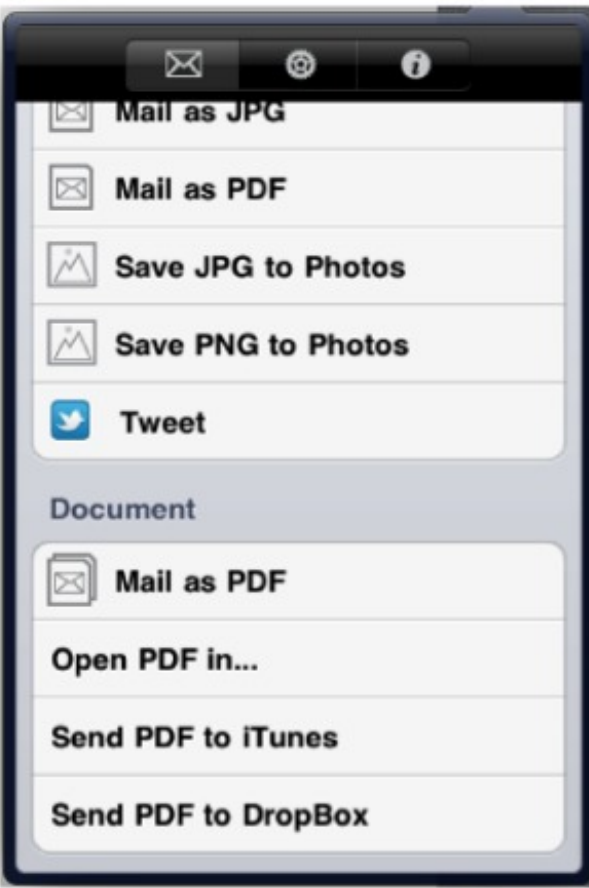 Mail as JPG
Mail as PDF
Save JPG to Photos
Save PNG to Photos
Tweet
Document
Mail as PDF
Open PDF in...
Send PDF to iTunes
Send PDF to DropBox